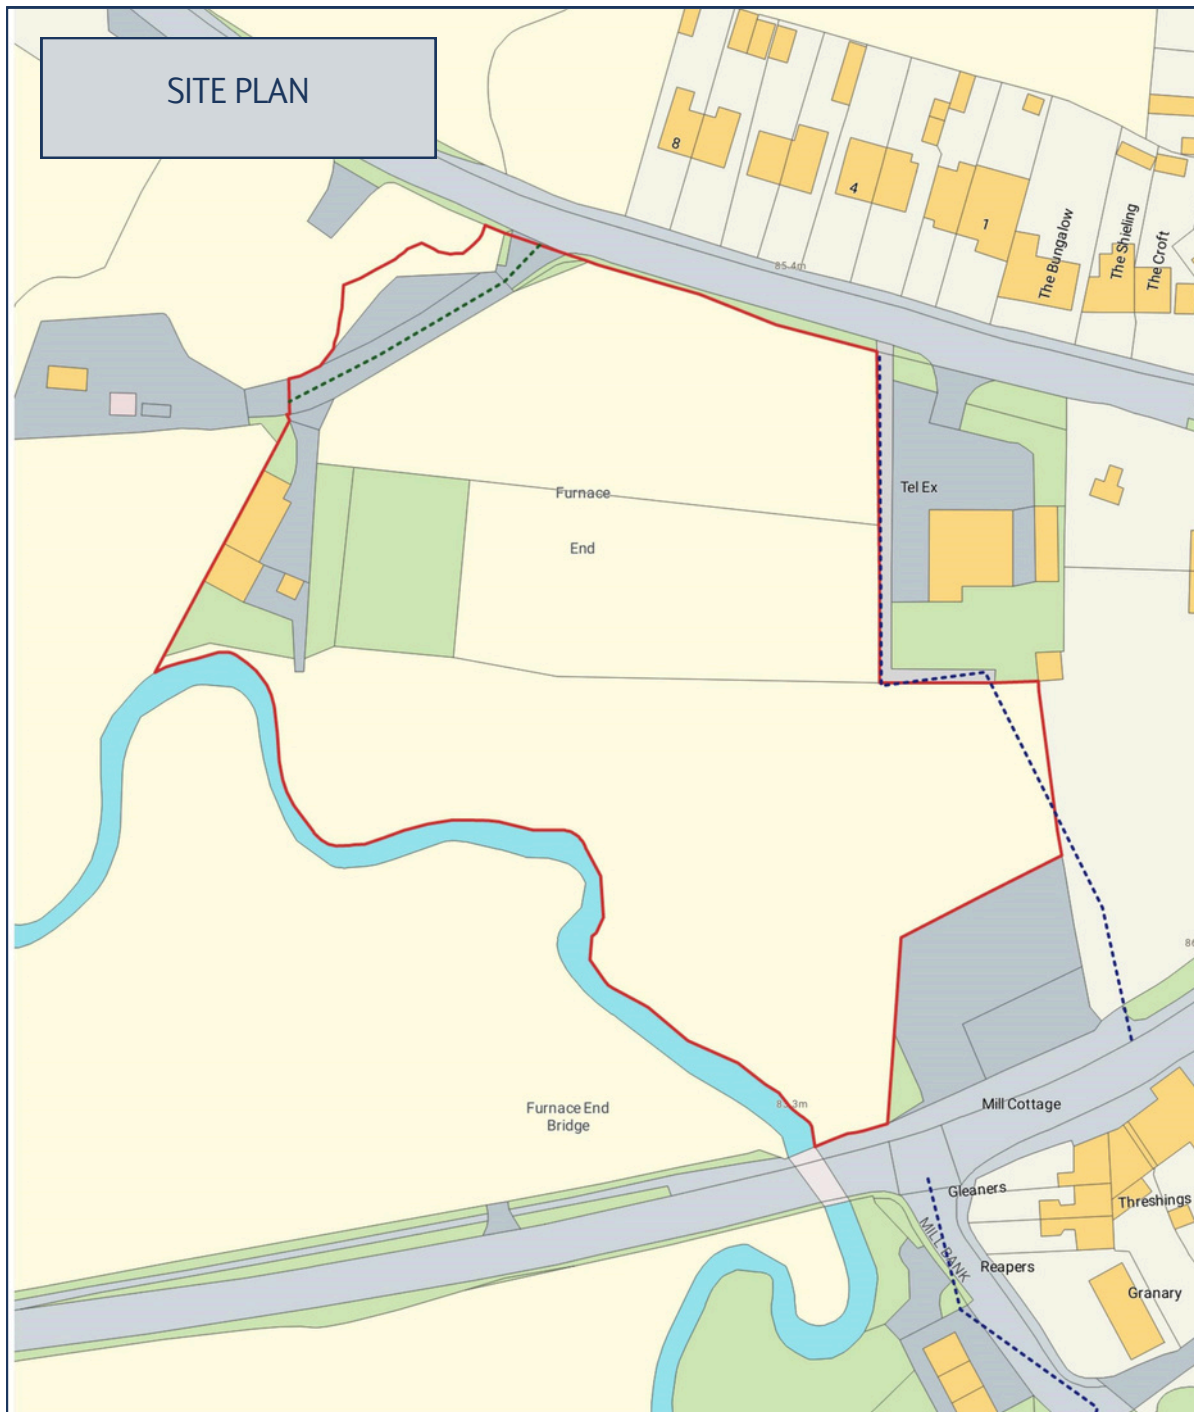 SITE PLAN
8
4
1
The Bungalow
The Shieling
The Croft
85.4m
Tel Ex
Furnace
End
Furnace End
Bridge
Mill Cottage
Gleaners
Threshings
MILL BANK
Reapers
Granary